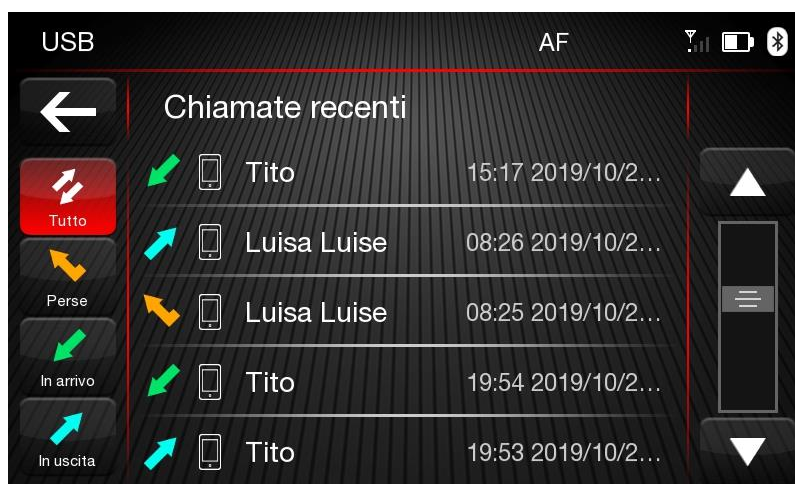 USB AF
Chiamate recenti
Tutto
Perse
In arrivo
In uscita
Tito 15:17 2019/10/2...
Luisa Luise 08:26 2019/10/2...
Luisa Luise 08:25 2019/10/2...
Tito 19:54 2019/10/2...
Tito 19:53 2019/10/2...